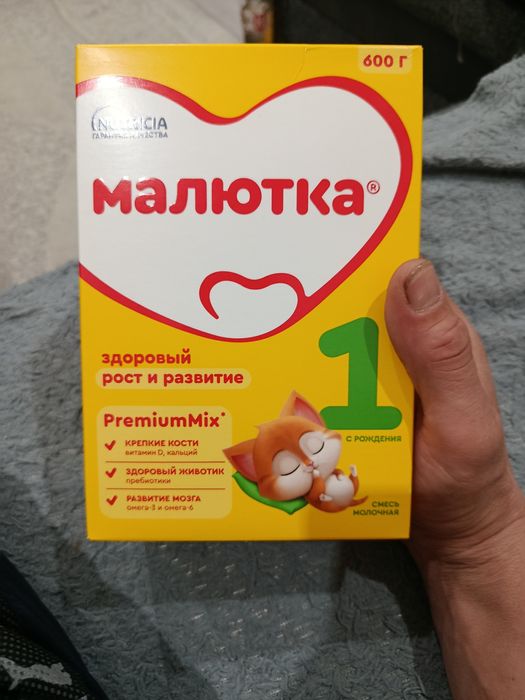 600 Г
NUTRICIA
ГАРАНТИЯ КАЧЕСТВА
малютка®
здоровый
рост и развитие
1
С РОЖДЕНИЯ
PremiumMix*
КРЕПКИЕ КОСТИ
витамин D, кальций
ЗДОРОВЫЙ ЖИВОТИК
пребиотики
РАЗВИТИЕ МОЗГА
омега-3 и омега-6
СМЕСЬ
МОЛОЧНАЯ